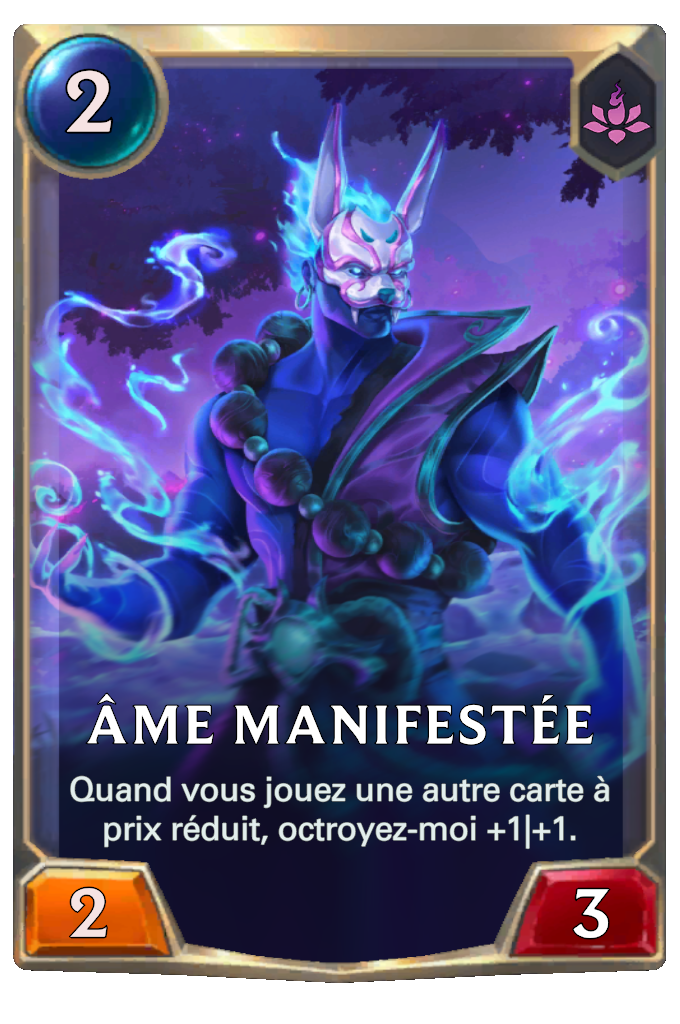 2
ÂME MANIFESTÉE
Quand vous jouez une autre carte à
prix réduit, octroyez-moi +1|+1.
2
3